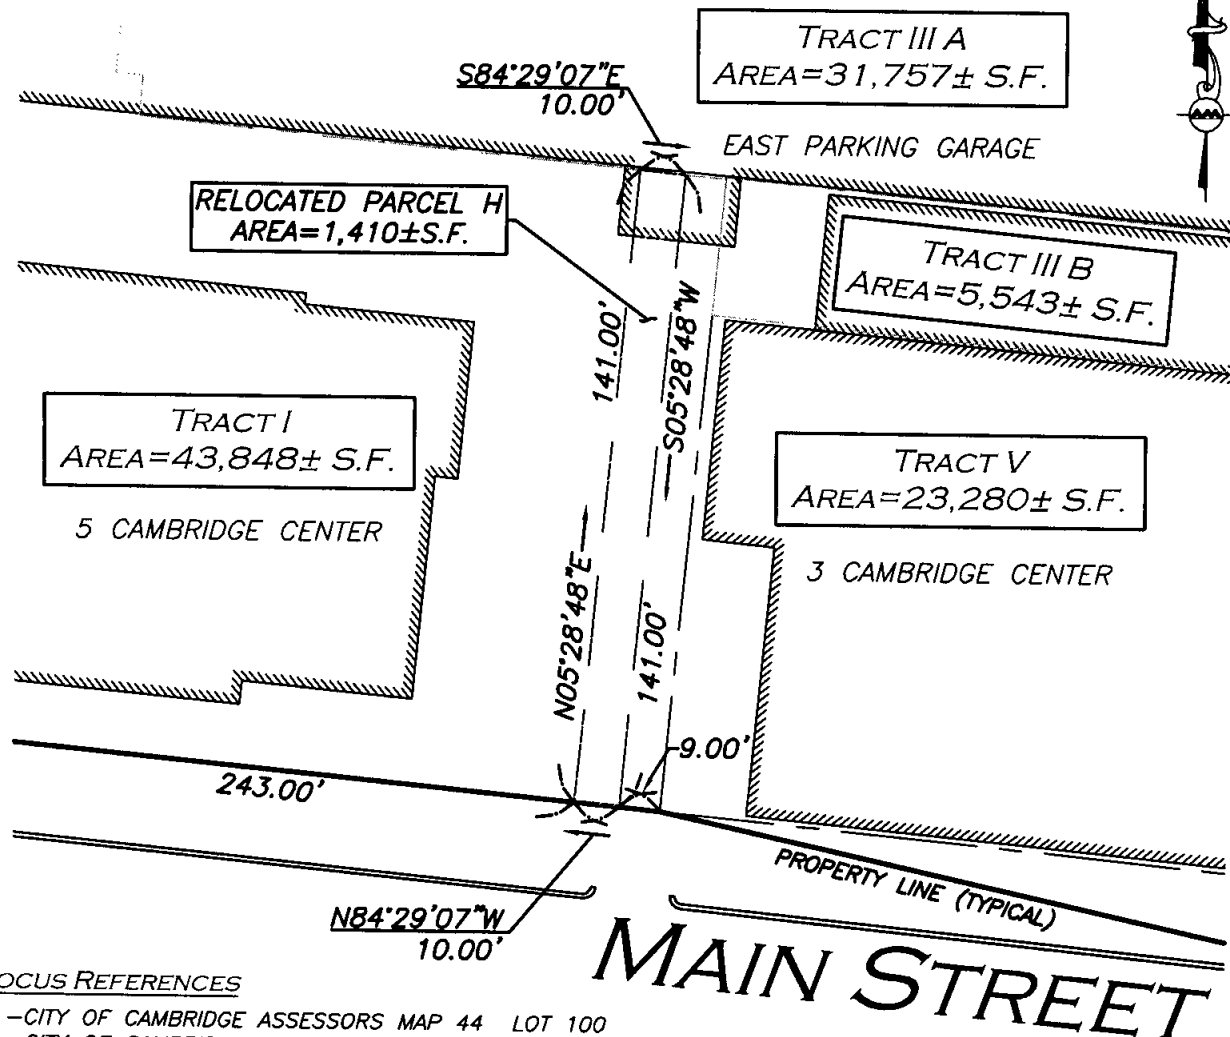 TRACT III A
AREA=31,757± S.F.
S84°29'07"E
10.00'
EAST PARKING GARAGE
RELOCATED PARCEL H
AREA=1,410±S.F.
TRACT III B
AREA=5,543± S.F.
141.00'
S05°28'48"W
TRACT I
AREA=43,848± S.F.
5 CAMBRIDGE CENTER
TRACT V
AREA=23,280± S.F.
3 CAMBRIDGE CENTER
N05°28'48"E
141.00'
9.00'
243.00'
PROPERTY LINE (TYPICAL)
N84°29'07"W
10.00'
MAIN STREET
OCUS REFERENCES
-CITY OF CAMBRIDGE ASSESSORS MAP 44 LOT 100